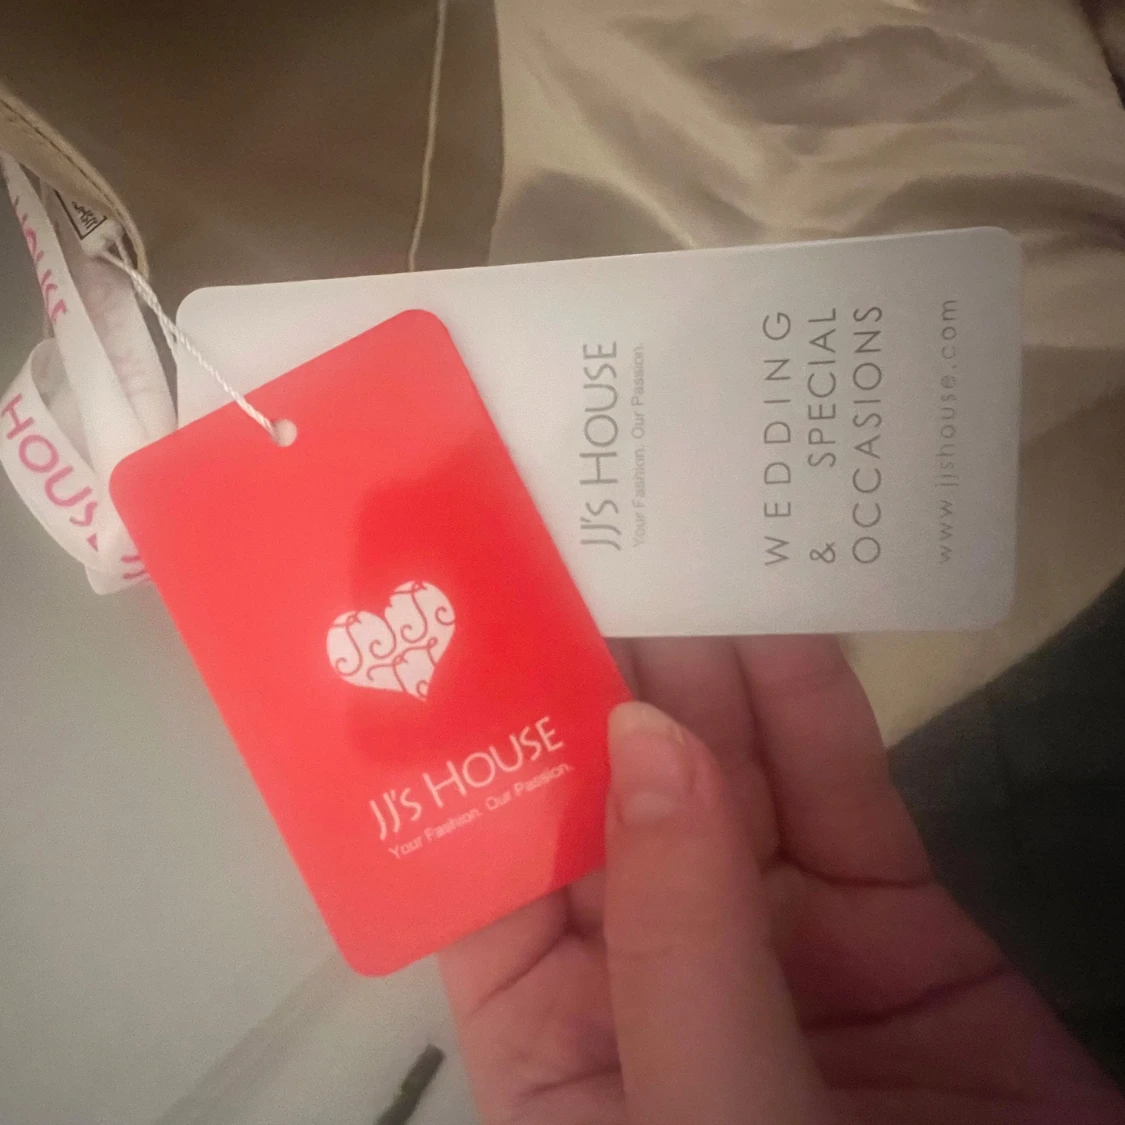 JJ's HOUSE
Your Fashion. Our Passion.
JJ's HOUSE
Your Fashion. Our Passion.
WEDDING
& SPECIAL
OCCASIONS
www.jjshouse.com
HOUSE
HOUS